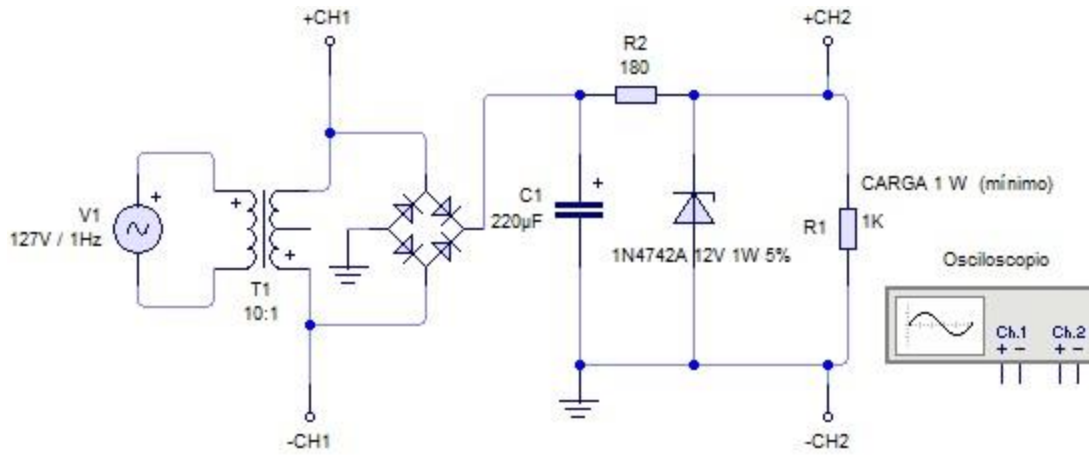 +CH1
+CH2
R2
180
V1
127V / 1Hz
T1
10:1
C1
220µF
1N4742A 12V 1W 5%
CARGA 1 W (mínimo)
R1
1K
Osciloscopio
Ch.1
Ch.2
-CH1
-CH2